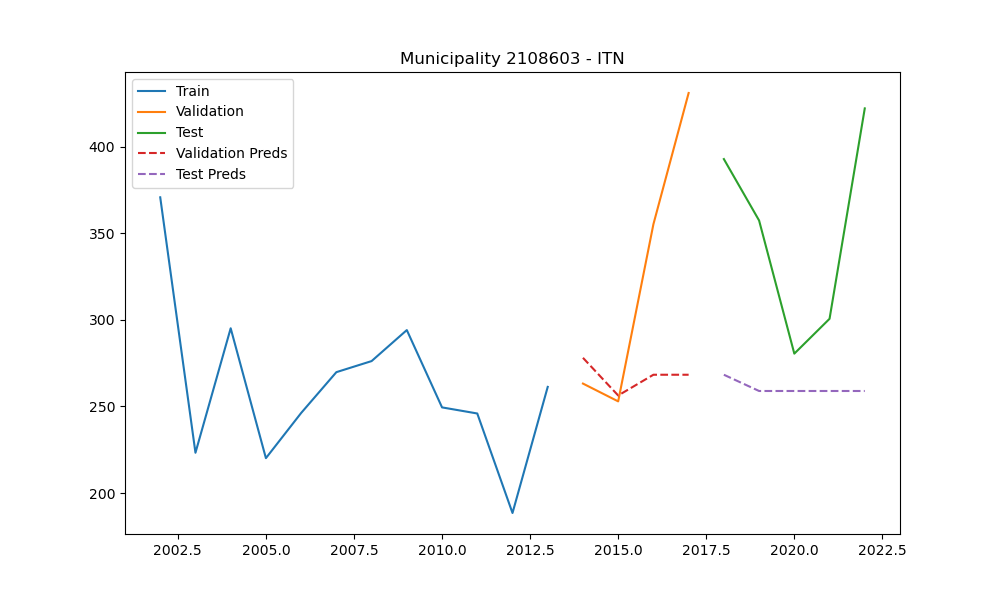 Municipality 2108603 - ITN
Train
Validation
Test
Validation Preds
Test Preds
400
350
300
250
200
2002.5 2005.0 2007.5 2010.0 2012.5 2015.0 2017.5 2020.0 2022.5